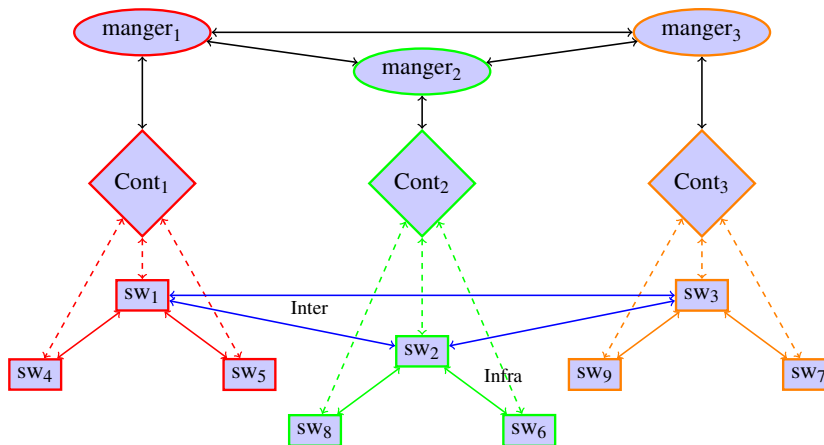 manger₁
manger₃
manger₂
Cont₁
Cont₂
Cont₃
sw₁
sw₃
Inter
sw₂
sw₄
sw₅
Infra
sw₉
sw₇
sw₈
sw₆